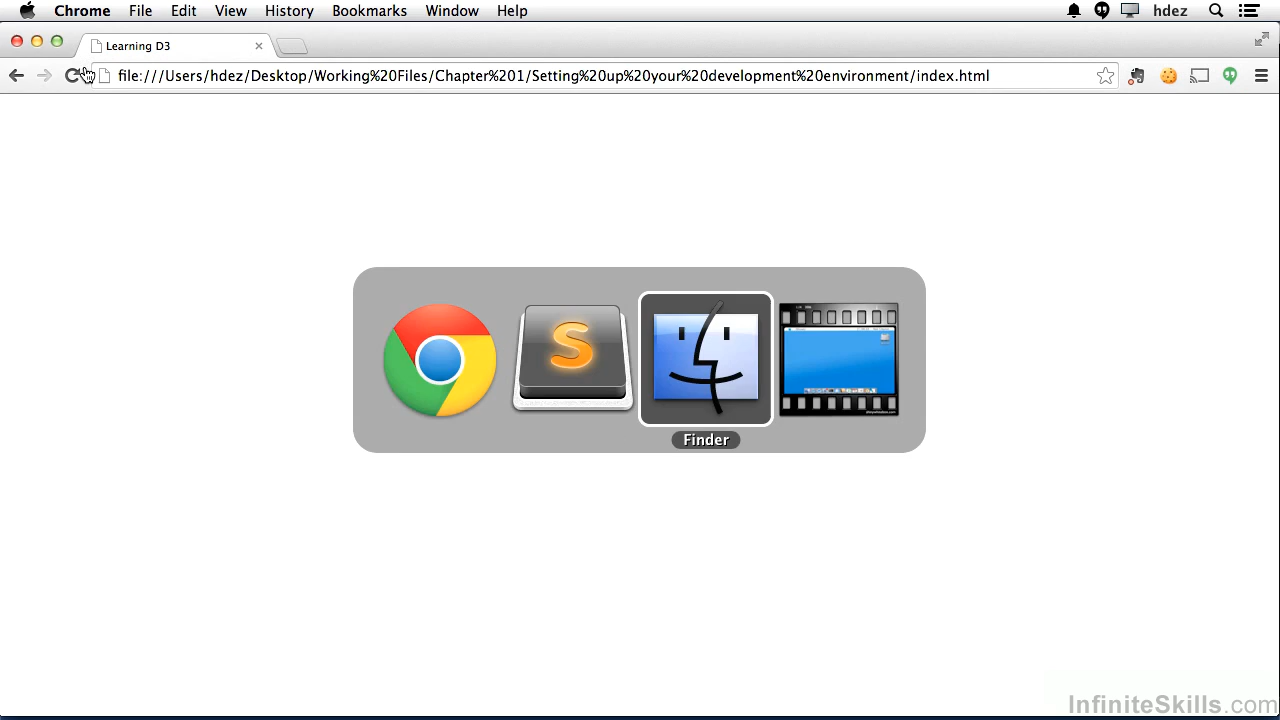 Chrome File Edit View History Bookmarks Window Help hdez
Learning D3
file:///Users/hdez/Desktop/Working%20Files/Chapter%201/Setting%20up%20your%20development%20environment/index.html
S
Finder
InfiniteSkills.com